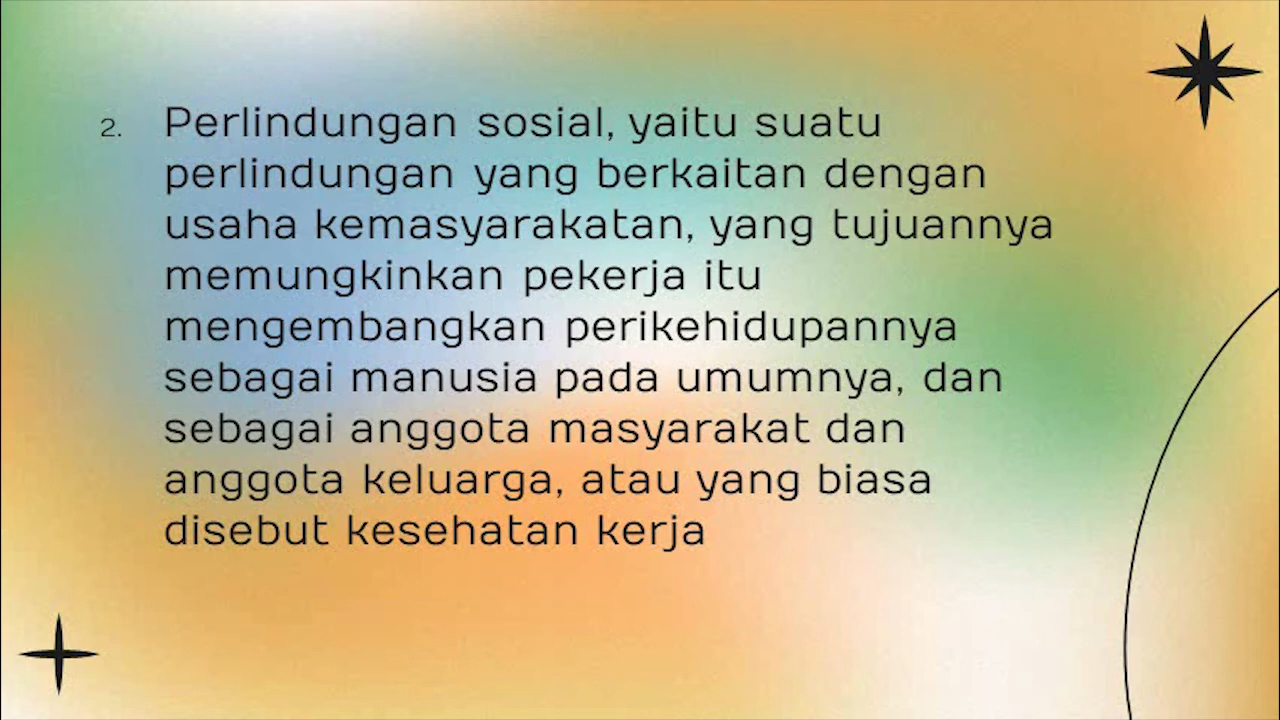 2. Perlindungan sosial, yaitu suatu
perlindungan yang berkaitan dengan
usaha kemasyarakatan, yang tujuannya
memungkinkan pekerja itu
mengembangkan perikehidupannya
sebagai manusia pada umumnya, dan
sebagai anggota masyarakat dan
anggota keluarga, atau yang biasa
disebut kesehatan kerja